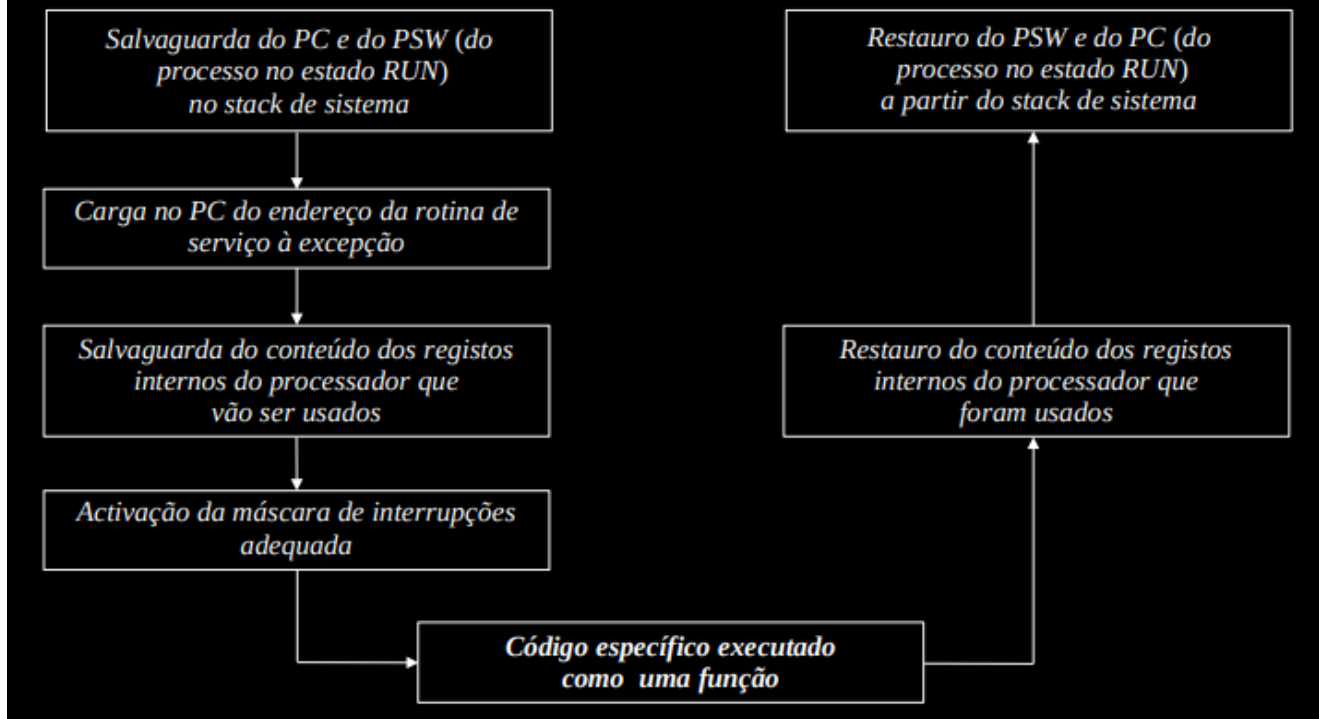 Salvaguarda do PC e do PSW (do
processo no estado RUN)
no stack de sistema
Carga no PC do endereço da rotina de
serviço à excepção
Salvaguarda do conteúdo dos registos
internos do processador que
vão ser usados
Activação da máscara de interrupções
adequada
Código específico executado
como uma função
Restauro do conteúdo dos registos
internos do processador que
foram usados
Restauro do PSW e do PC (do
processo no estado RUN)
a partir do stack de sistema